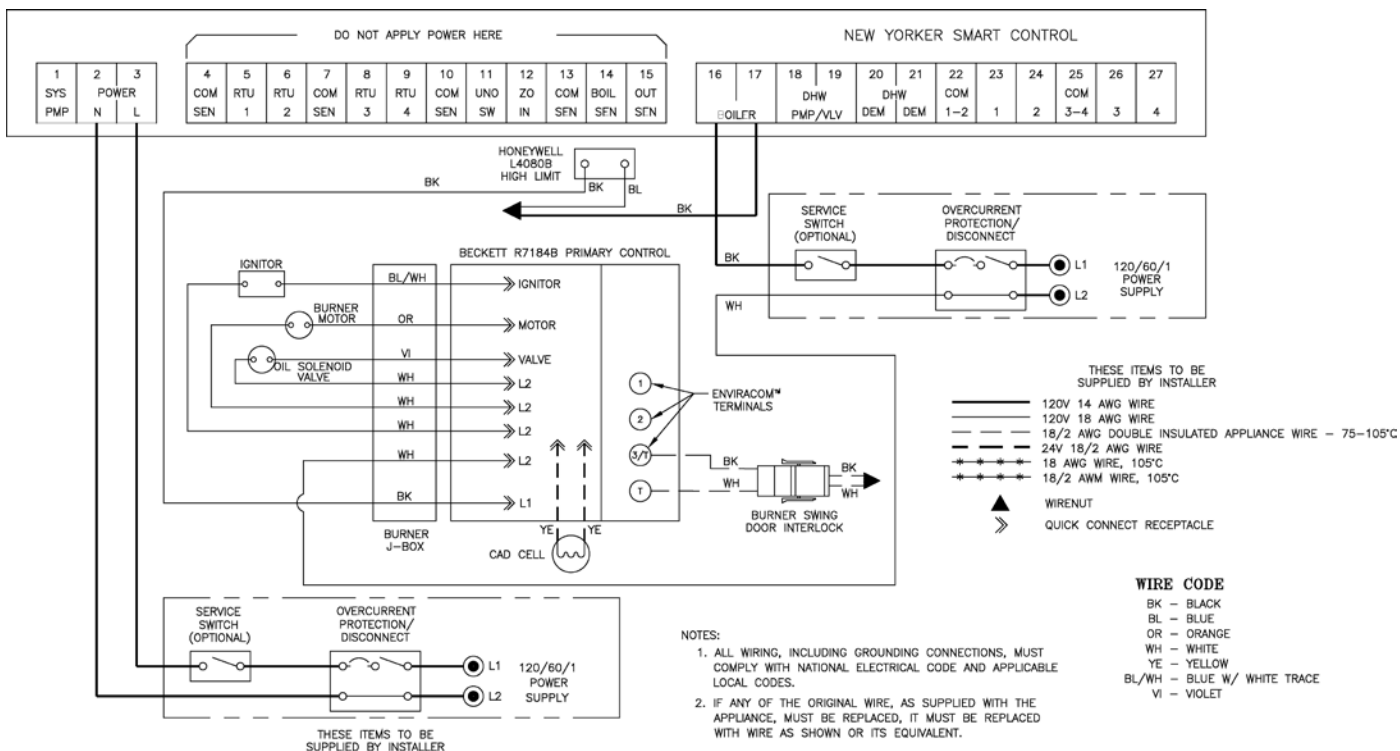 DO NOT APPLY POWER HERE
NEW YORKER SMART CONTROL
1 2 3 4 5 6 7 8 9 10 11 12 13 14 15 16 17 18 19 20 21 22 23 24 25 26 27
SYS POWER COM RTU RTU COM RTU RTU COM UNO ZO COM BOIL OUT DHW DHW COM COM
PMP N L SEN 1 2 SEN 3 4 SEN SW IN SEN SEN SEN BOILER PMP/VLV DEM DEM 1-2 1 2 3-4 3 4
HONEYWELL
L4080B
HIGH LIMIT
BK
BK
BL
BK
SERVICE
SWITCH
(OPTIONAL)
OVERCURRENT
PROTECTION/
DISCONNECT
BK
L1
L2
120/60/1
POWER
SUPPLY
WH
BECKETT R7184B PRIMARY CONTROL
IGNITOR
BL/WH
IGNITOR
BURNER
MOTOR
OR
MOTOR
OIL SOLENOID
VALVE
VI
VALVE
WH
L2
WH
L2
WH
L2
WH
L2
BK
L1
1
2
3/T
T
ENVIRACOM™
TERMINALS
BK
WH
BK
WH
BURNER SWING
DOOR INTERLOCK
BURNER
J-BOX
YE
YE
CAD CELL
THESE ITEMS TO BE
SUPPLIED BY INSTALLER
120V 14 AWG WIRE
120V 18 AWG WIRE
18/2 AWG DOUBLE INSULATED APPLIANCE WIRE - 75-105°C
24V 18/2 AWG WIRE
18 AWG WIRE, 105°C
18/2 AWM WIRE, 105°C
WIRENUT
QUICK CONNECT RECEPTACLE
WIRE CODE
BK - BLACK
BL - BLUE
OR - ORANGE
WH - WHITE
YE - YELLOW
BL/WH - BLUE W/ WHITE TRACE
VI - VIOLET
SERVICE
SWITCH
(OPTIONAL)
OVERCURRENT
PROTECTION/
DISCONNECT
L1
L2
120/60/1
POWER
SUPPLY
THESE ITEMS TO BE
SUPPLIED BY INSTALLER
NOTES:
1. ALL WIRING, INCLUDING GROUNDING CONNECTIONS, MUST
COMPLY WITH NATIONAL ELECTRICAL CODE AND APPLICABLE
LOCAL CODES.
2. IF ANY OF THE ORIGINAL WIRE, AS SUPPLIED WITH THE
APPLIANCE, MUST BE REPLACED, IT MUST BE REPLACED
WITH WIRE AS SHOWN OR ITS EQUIVALENT.